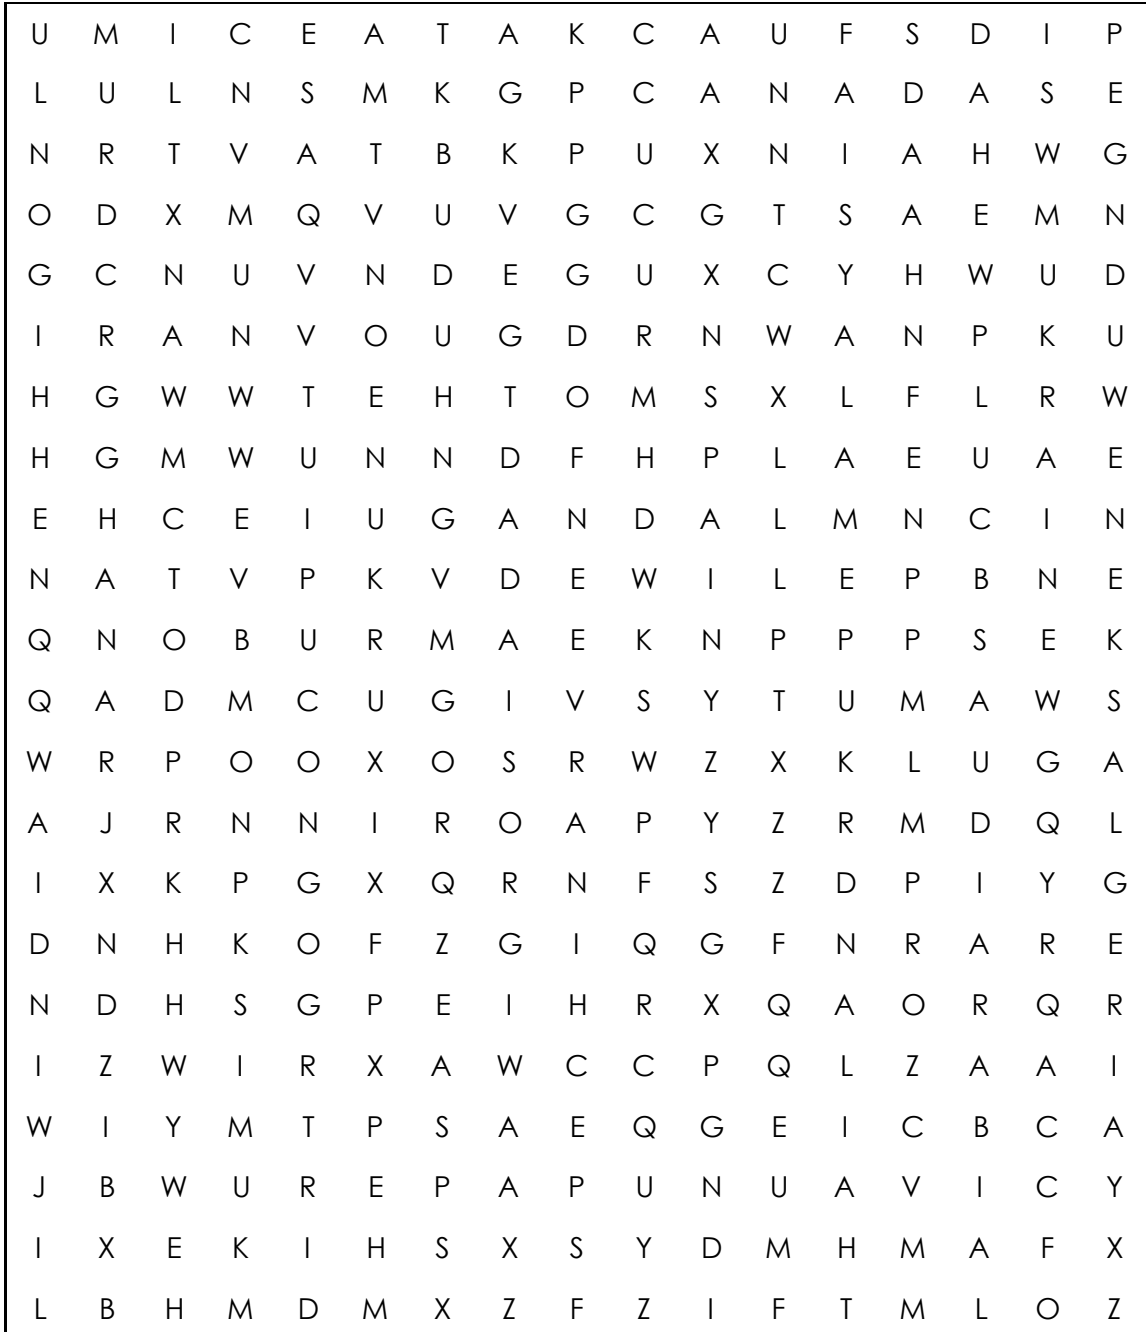 U M I C E A T A K C A U F S D I P
L U L N S M K G P C A N A D A S E
N R T V A T B K P U X N I A H W G
O D X M Q V U V G C G T S A E M N
G C N U V N D E G U X C Y H W U D
I R A N V O U G D R N W A N P K U
H G W W T E H T O M S X L F L R W
H G M W U N N D F H P L A E U A E
E H C E I U G A N D A L M N C I N
N A T V P K V D E W I L E P B N E
Q N O B U R M A E K N P P P S E K
Q A D M C U G I V S Y T U M A W S
W R P O O X O S R W Z X K L U G A
A J R N N I R O A P Y Z R M D Q L
I X K P G X Q R N F S Z D P I Y G
D N H K O F Z G I Q G F N R A R E
N D H S G P E I H R X Q A O R Q R
I Z W I R X A W C C P Q L Z A A I
W I Y M T P S A E Q G E I C B C A
J B W U R E P A P U N U A V I C Y
I X E K I H S X S Y D M H M A F X
L B H M D M X Z F Z I F T M L O Z